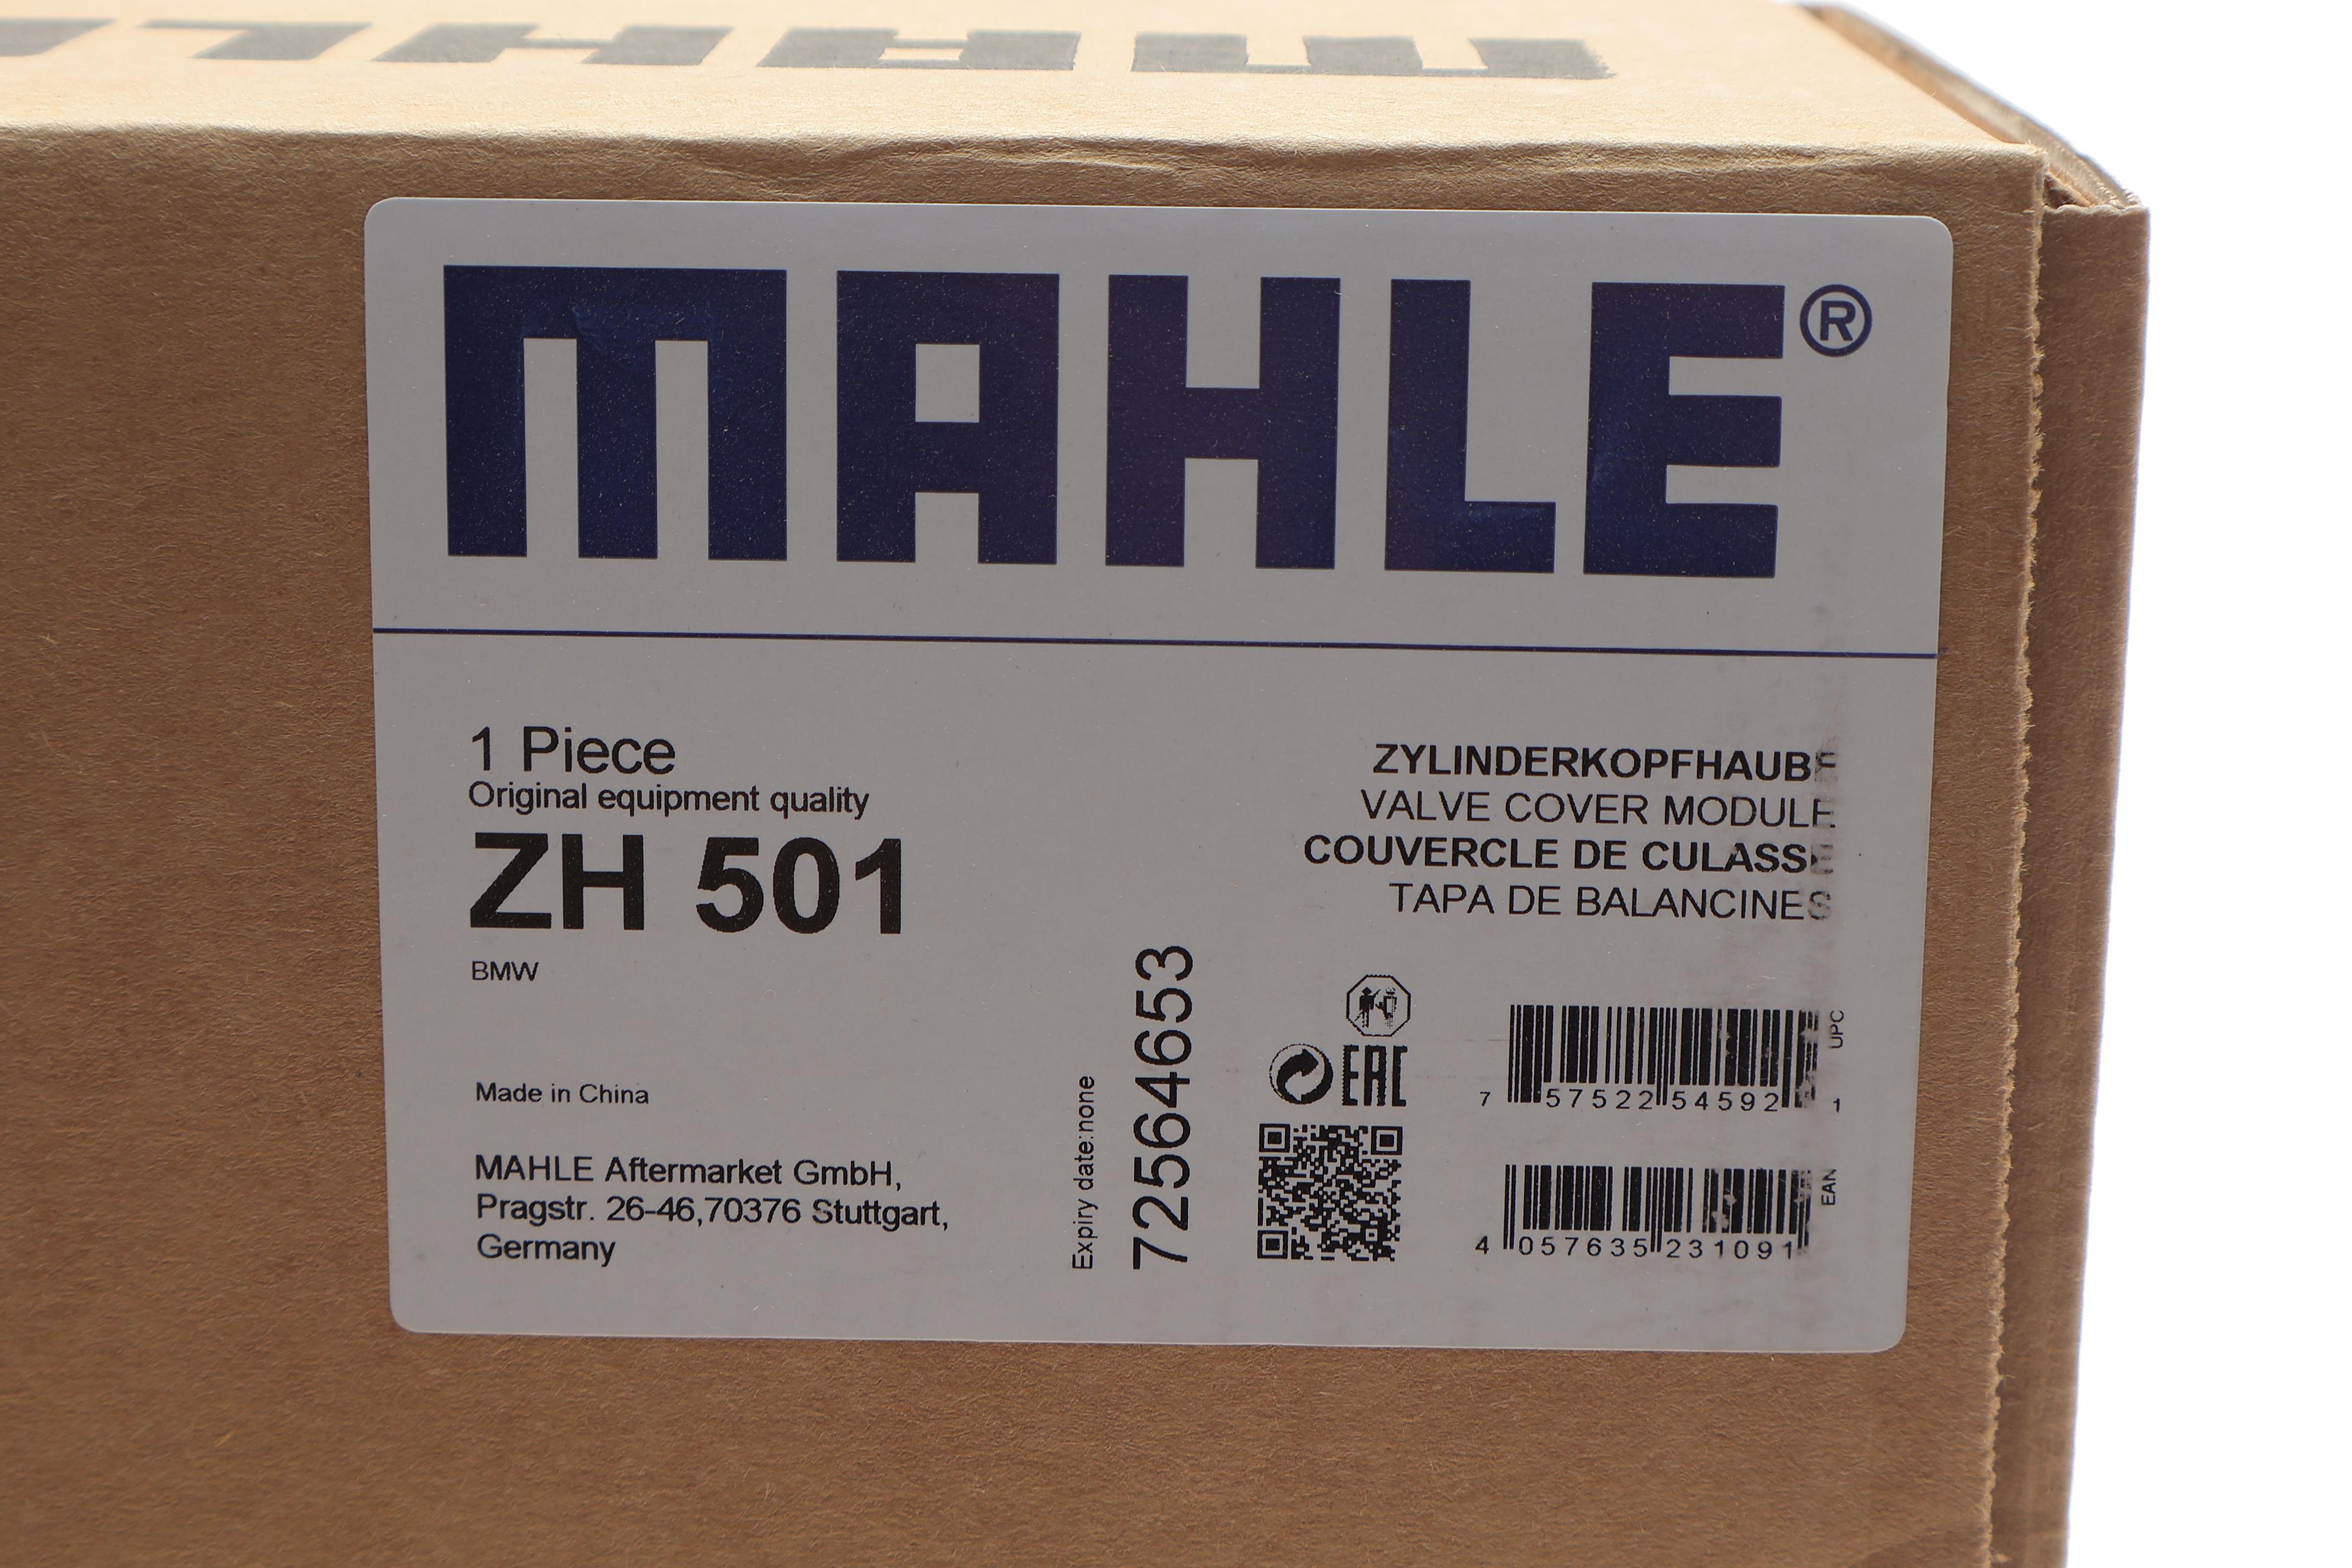 MAHLE
MAHLE®
1 Piece
Original equipment quality
ZH 501
BMW
Made in China
MAHLE Aftermarket GmbH,
Pragstr. 26-46,70376 Stuttgart,
Germany
ZYLINDERKOPFHAUBE
VALVE COVER MODULE
COUVERCLE DE CULASSE
TAPA DE BALANCINES
Expiry date:none
72564653
EAC
7 57522 54592 1
UPC
4 057635 231091
EAN